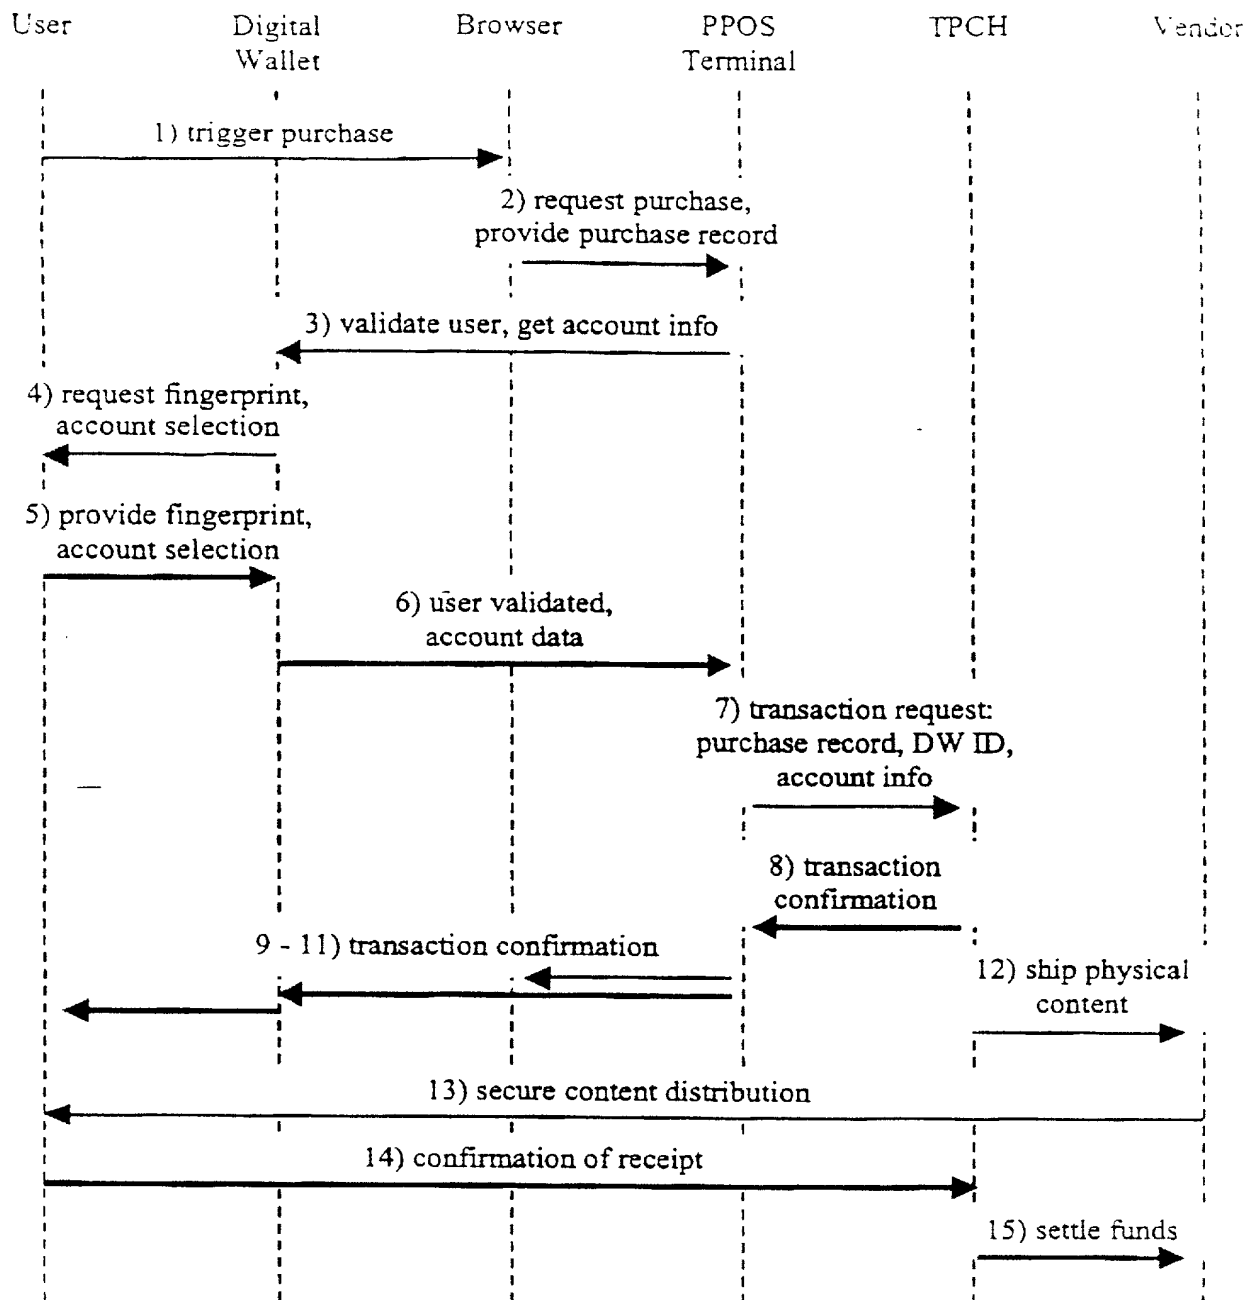 User
Digital
Wallet
Browser
PPOS
Terminal
TPCH
Vendor
1) trigger purchase
2) request purchase,
provide purchase record
3) validate user, get account info
4) request fingerprint,
account selection
5) provide fingerprint,
account selection
6) user validated,
account data
7) transaction request:
purchase record, DW ID,
account info
8) transaction
confirmation
9 - 11) transaction confirmation
12) ship physical
content
13) secure content distribution
14) confirmation of receipt
15) settle funds